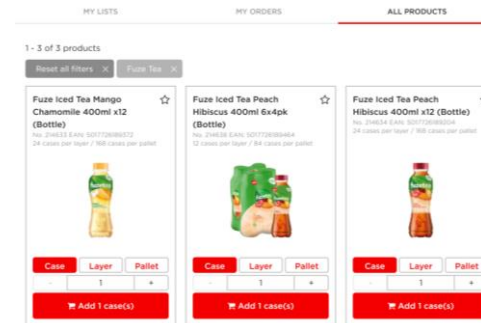 MY LISTS
MY ORDERS
ALL PRODUCTS
1 - 3 of 3 products
Reset all filters X
Fuze Tea X
Fuze Iced Tea Mango
Chamomile 400ml x12
(Bottle)
24 cases per layer / 168 cases per pallet
Case
Layer
Pallet
-
1
+
Add 1 case(s)
Fuze Iced Tea Peach
Hibiscus 400ml 6x4pk
(Bottle)
12 cases per layer / 84 cases per pallet
Case
Layer
Pallet
-
1
+
Add 1 case(s)
Fuze Iced Tea Peach
Hibiscus 400ml x12 (Bottle)
24 cases per layer / 168 cases per pallet
Case
Layer
Pallet
-
1
+
Add 1 case(s)